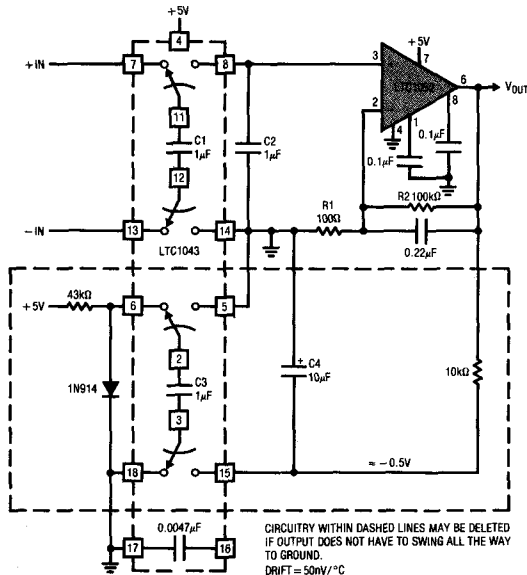 +5V
4
+IN
7
8
3
+5V
7
6
V_OUT
LTC1052
2
8
1
4
11
C1
1µF
C2
1µF
0.1µF
0.1µF
12
R2 100kΩ
R1
100Ω
-IN
13
14
LTC1043
0.22µF
43kΩ
+5V
6
5
2
C3
1µF
C4
+
10µF
10kΩ
1N914
3
≈ -0.5V
18
15
0.0047µF
17
16
CIRCUITRY WITHIN DASHED LINES MAY BE DELETED
IF OUTPUT DOES NOT HAVE TO SWING ALL THE WAY
TO GROUND.
DRIFT = 50nV/°C